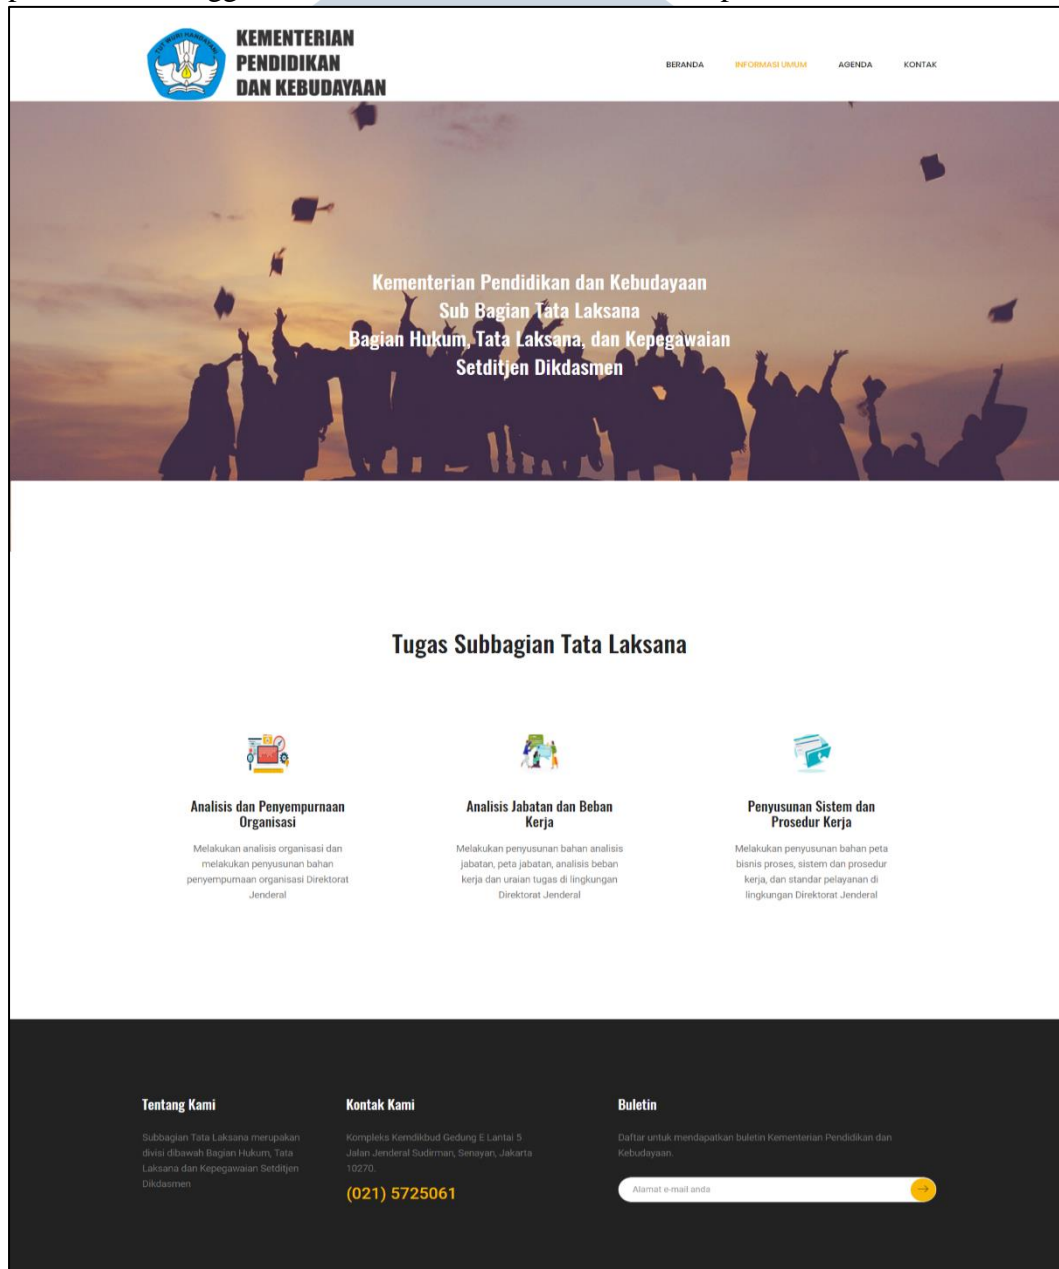 KEMENTERIAN
PENDIDIKAN
DAN KEBUDAYAAN
BERANDA INFORMASI UMUM AGENDA KONTAK
Kementerian Pendidikan dan Kebudayaan
Sub Bagian Tata Laksana
Bagian Hukum, Tata Laksana, dan Kepegawaian
Setditjen Dikdasmen
Tugas Subbagian Tata Laksana
Analisis dan Penyempurnaan
Organisasi
Melakukan analisis organisasi dan
melakukan penyusunan bahan
penyempurnaan organisasi Direktorat
Jenderal
Analisis Jabatan dan Beban
Kerja
Melakukan penyusunan bahan analisis
jabatan, peta jabatan, analisis beban
kerja dan uraian tugas di lingkungan
Direktorat Jenderal
Penyusunan Sistem dan
Prosedur Kerja
Melakukan penyusunan bahan peta
bisnis proses, sistem dan prosedur
kerja, dan standar pelayanan di
lingkungan Direktorat Jenderal
Tentang Kami
Subbagian Tata Laksana merupakan
divisi dibawah Bagian Hukum, Tata
Laksana dan Kepegawaian Setditjen
Dikdasmen
Kontak Kami
Kompleks Kemdikbud Gedung E Lantai 5
Jalan Jenderal Sudirman, Senayan, Jakarta
10270.
(021) 5725061
Buletin
Daftar untuk mendapatkan buletin Kementerian Pendidikan dan
Kebudayaan.
Alamat e-mail anda